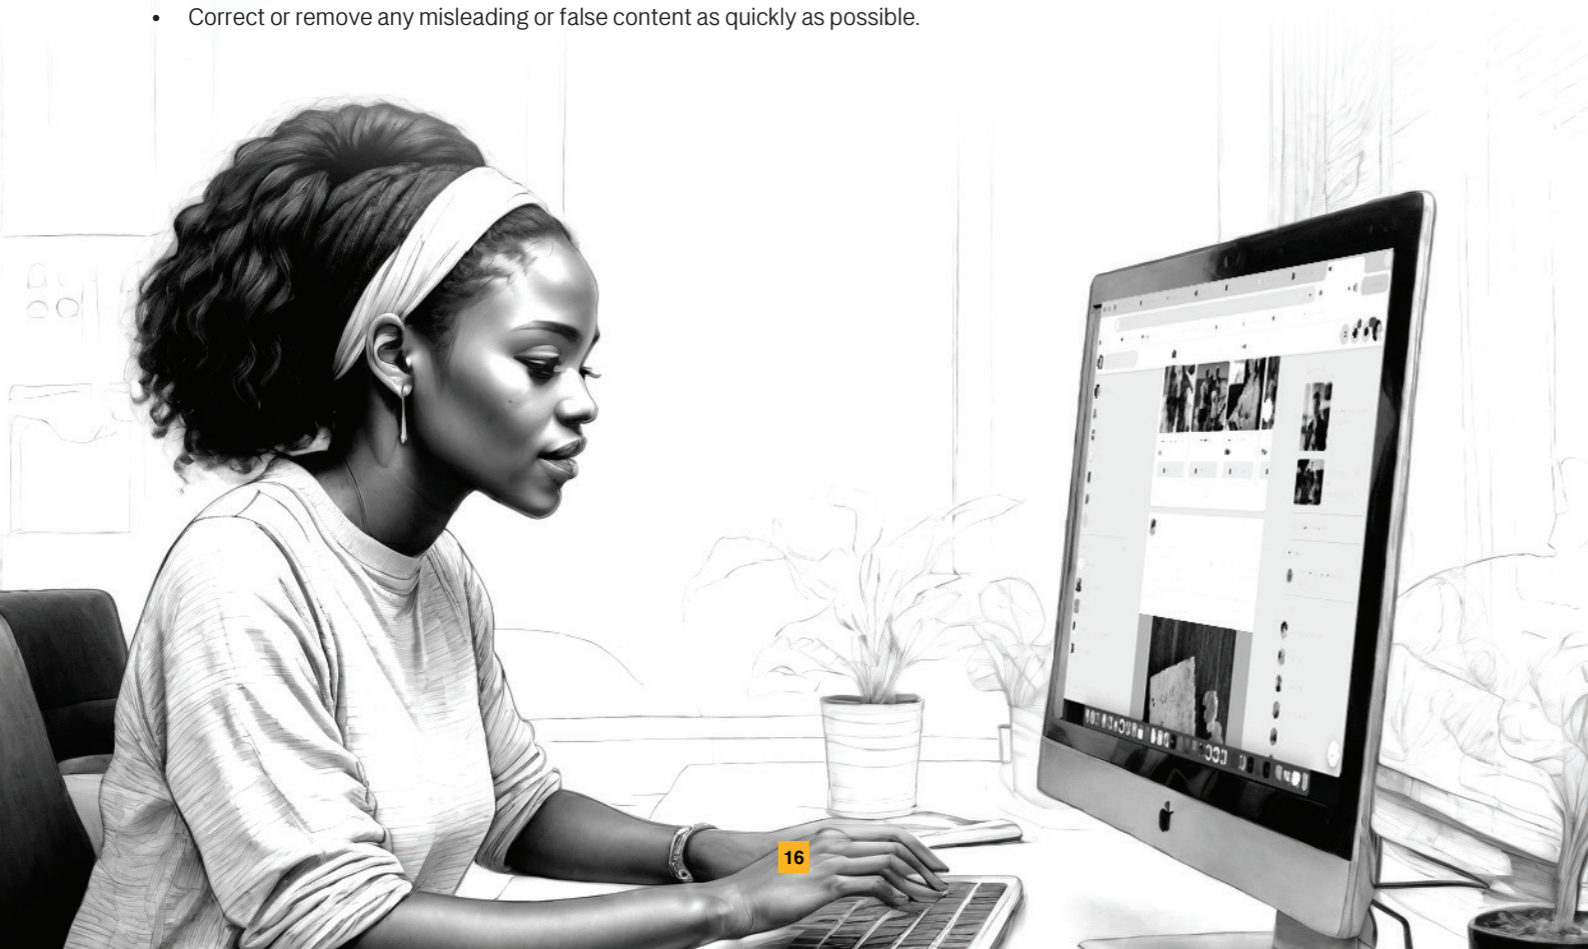 • Correct or remove any misleading or false content as quickly as possible.
16